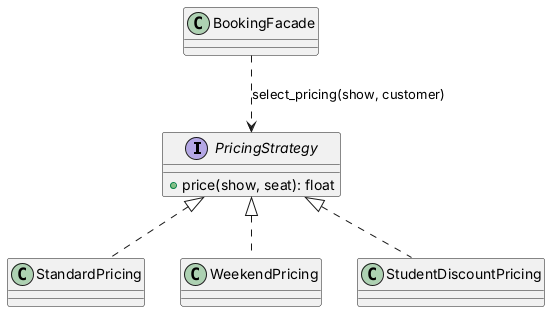 C BookingFacade
select_pricing(show, customer)
I PricingStrategy
price(show, seat): float
C StandardPricing
C WeekendPricing
C StudentDiscountPricing